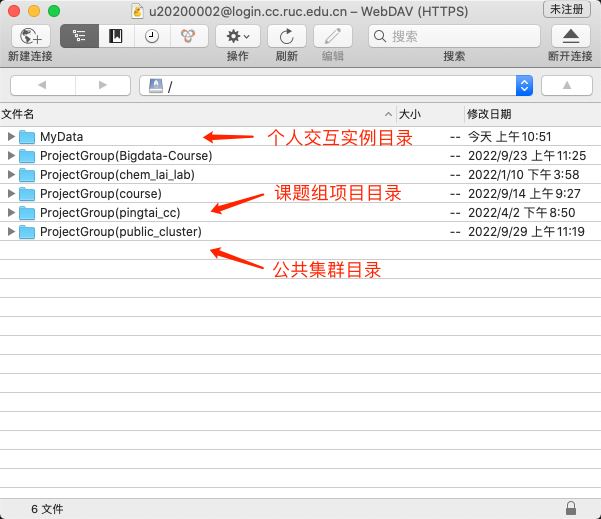 u20200002@login.cc.ruc.edu.cn – WebDAV (HTTPS) 未注册
搜索
新建连接 操作 刷新 编辑 搜索 断开连接
/
文件名 大小 修改日期
MyData -- 今天 上午10:51
个人交互实例目录
ProjectGroup(Bigdata-Course) -- 2022/9/23 上午11:25
ProjectGroup(chem_lai_lab) -- 2022/1/10 下午3:58
ProjectGroup(course) -- 2022/9/14 上午9:27
课题组项目目录
ProjectGroup(pingtai_cc) -- 2022/4/2 下午8:50
ProjectGroup(public_cluster) -- 2022/9/29 上午11:19
公共集群目录
6 文件